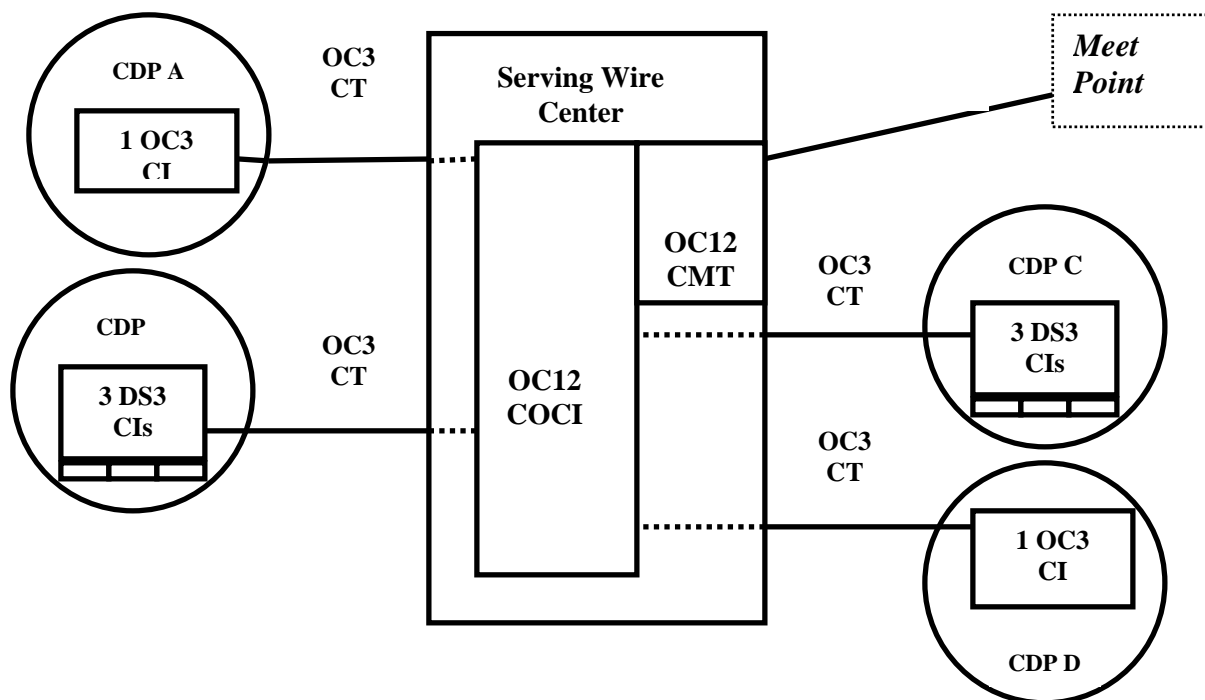 CDP A
1 OC3
CI
OC3
CT
Serving Wire
Center
Meet
Point
OC12
CMT
OC12
COCI
CDP
3 DS3
CIs
OC3
CT
OC3
CT
CDP C
3 DS3
CIs
OC3
CT
1 OC3
CI
CDP D